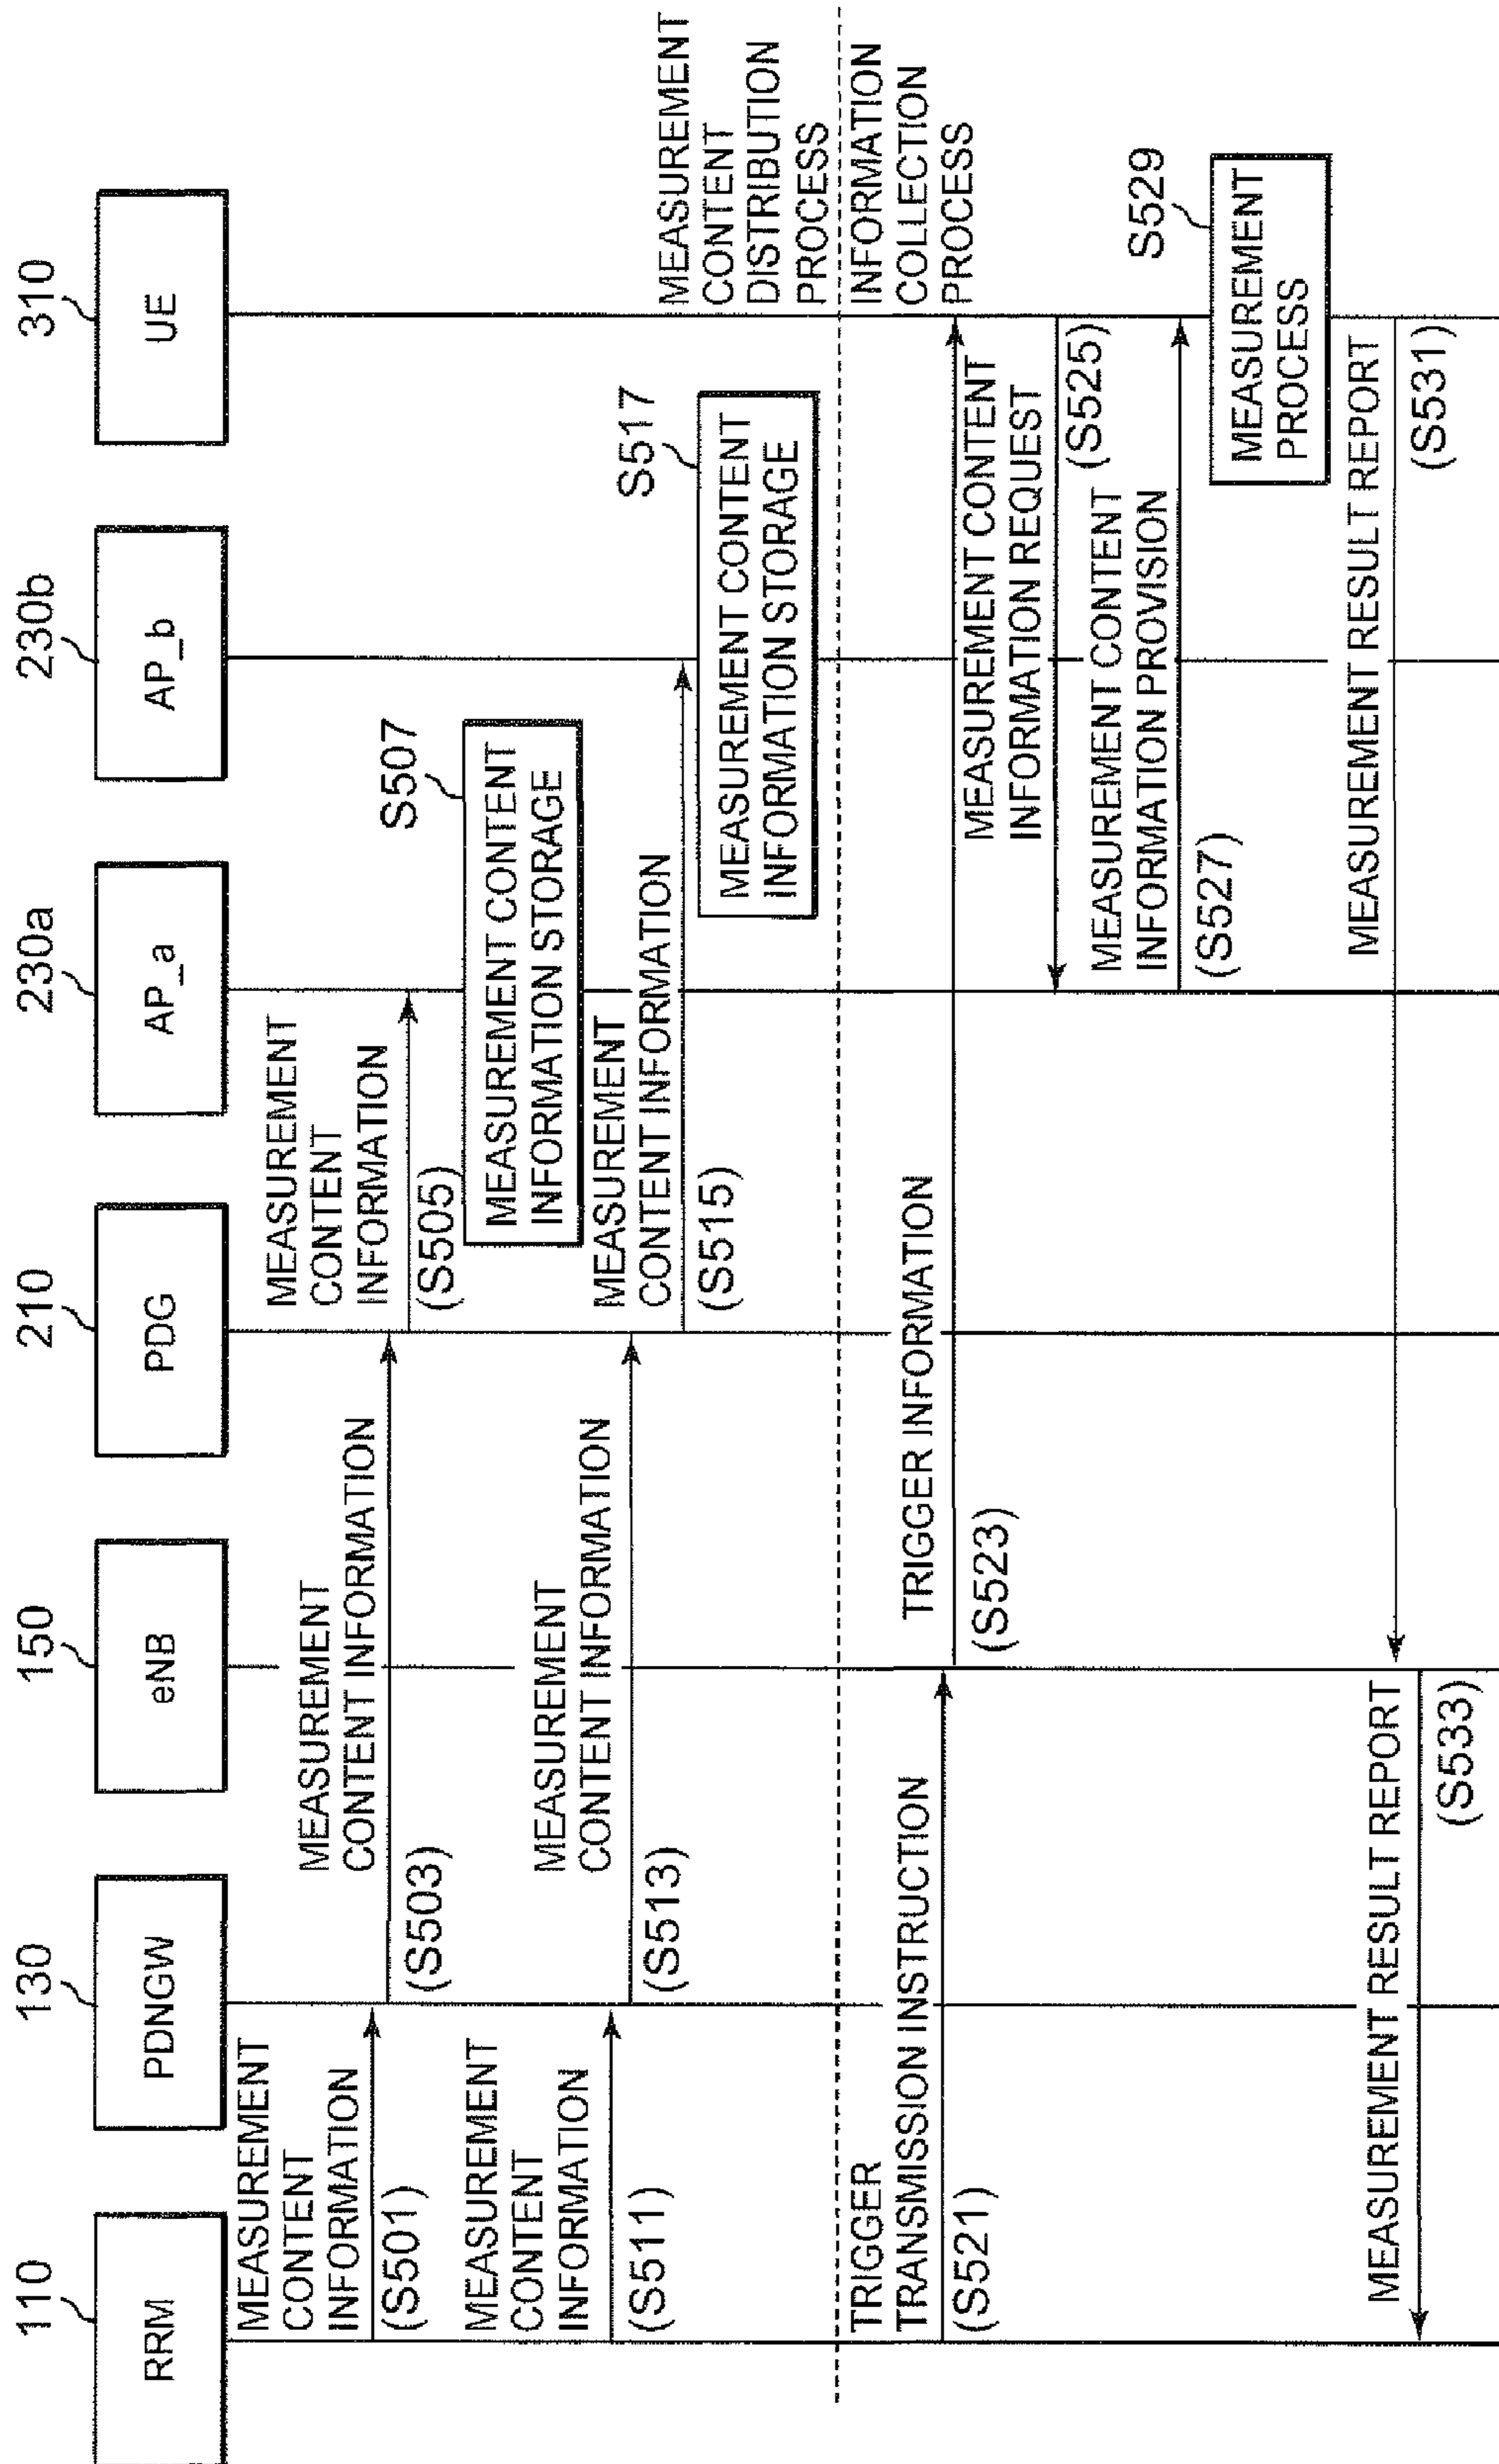 110
RRM
130
PDNGW
150
eNB
210
PDG
230a
AP_a
230b
AP_b
310
UE
MEASUREMENT
CONTENT
INFORMATION
(S501)
MEASUREMENT
CONTENT INFORMATION
(S503)
MEASUREMENT
CONTENT
INFORMATION
(S505)
S507
MEASUREMENT CONTENT
INFORMATION STORAGE
MEASUREMENT
CONTENT
INFORMATION
(S511)
MEASUREMENT
CONTENT INFORMATION
(S513)
MEASUREMENT
CONTENT INFORMATION
(S515)
S517
MEASUREMENT CONTENT
INFORMATION STORAGE
MEASUREMENT
CONTENT
DISTRIBUTION
PROCESS
INFORMATION
COLLECTION
PROCESS
TRIGGER
TRANSMISSION INSTRUCTION
(S521)
TRIGGER INFORMATION
(S523)
MEASUREMENT CONTENT
INFORMATION REQUEST
(S525)
MEASUREMENT CONTENT
INFORMATION PROVISION
(S527)
S529
MEASUREMENT
PROCESS
MEASUREMENT RESULT REPORT
(S531)
MEASUREMENT RESULT REPORT
(S533)